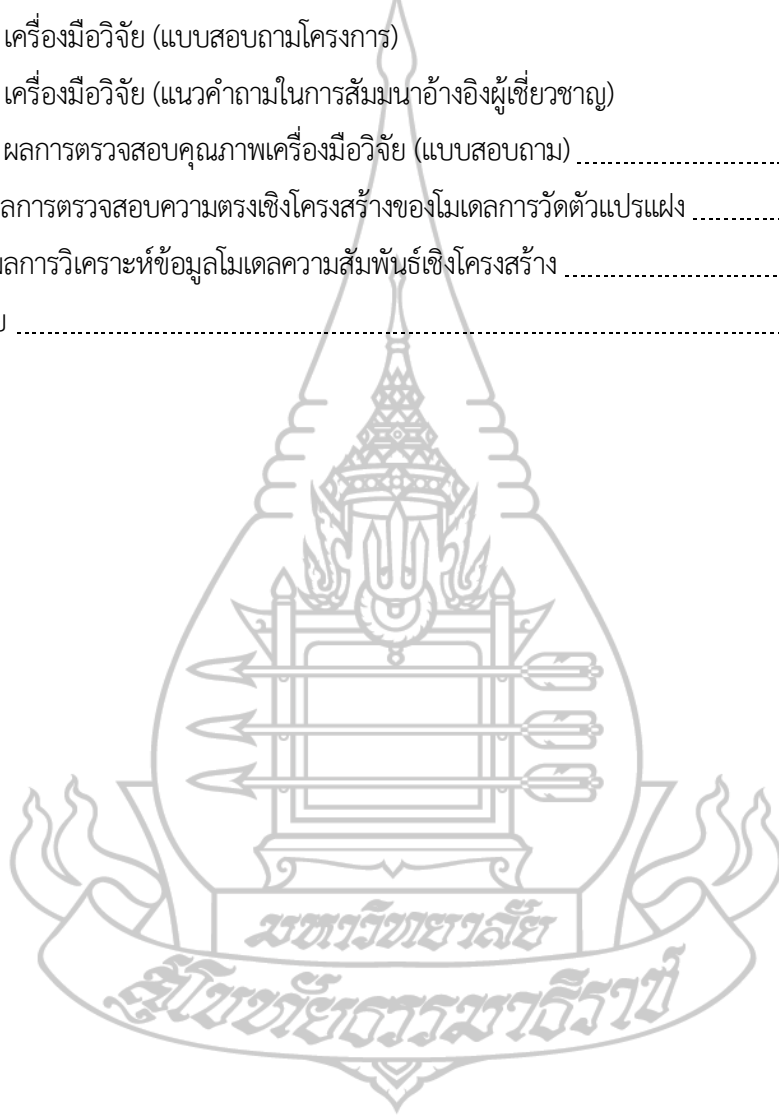 เครื่องมือวิจัย (แบบสอบถามโครงการ)
เครื่องมือวิจัย (แนวคำถามในการสัมมนาอ้างอิงผู้เชี่ยวชาญ)
ผลการตรวจสอบคุณภาพเครื่องมือวิจัย (แบบสอบถาม)
ลการตรวจสอบความตรงเชิงโครงสร้างของโมเดลการวัดตัวแปรแฝง
ผลการวิเคราะห์ข้อมูลโมเดลความสัมพันธ์เชิงโครงสร้าง
ย
มหาวิทยาลัย
สุโขทัยธรรมาธิราช